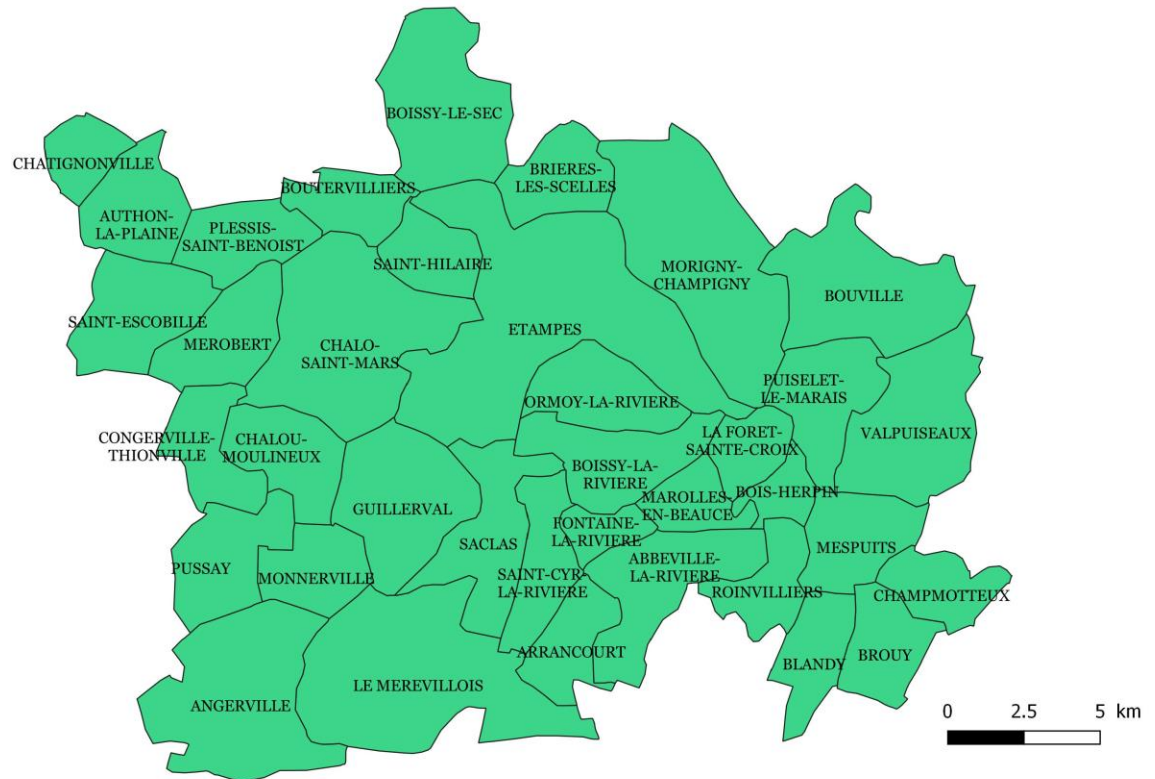 BOISSY-LE-SEC
CHATIGNONVILLE
BRIERES-
LES-SCELLES
BOUTERVILLIERS
AUTHON-
LA-PLAINE
PLESSIS-
SAINT-BENOIST
SAINT-HILAIRE
MORIGNY-
CHAMPIGNY
BOUVILLE
SAINT-ESCOBILLE
MEROBERT
CHALO-
SAINT-MARS
ETAMPES
PUISELET-
LE-MARAIS
ORMOY-LA-RIVIERE
CONGERVILLE-
THIONVILLE
CHALOU-
MOULINEUX
LA FORET-
SAINTE-CROIX
VALPUISEAUX
BOISSY-LA-
RIVIERE
MAROLLES-
EN-BEAUCE
BOIS-HERPIN
GUILLERVAL
FONTAINE-
LA-RIVIERE
SACLAS
MESPUITS
PUSSAY
MONNERVILLE
SAINT-CYR-
LA-RIVIERE
ABBEVILLE-
LA-RIVIERE
ROINVILLIERS
CHAMPMOTTEUX
ARRANCOURT
BLANDY
BROUY
LE MEREVILLOIS
ANGERVILLE
0 2.5 5 km